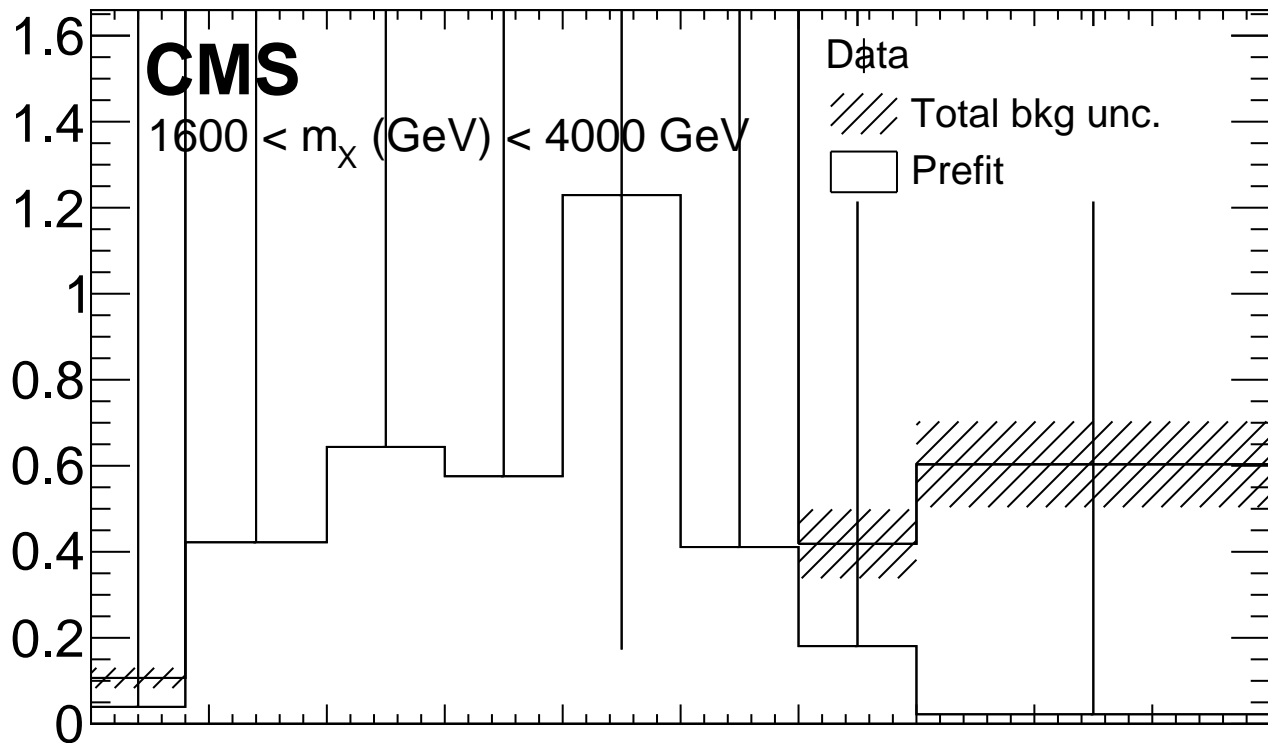 1.6
CMS
Data
1.4
Total bkg unc.
1600 < m_X (GeV) < 4000 GeV
Prefit
1.2
1
0.8
0.6
0.4
0.2
0